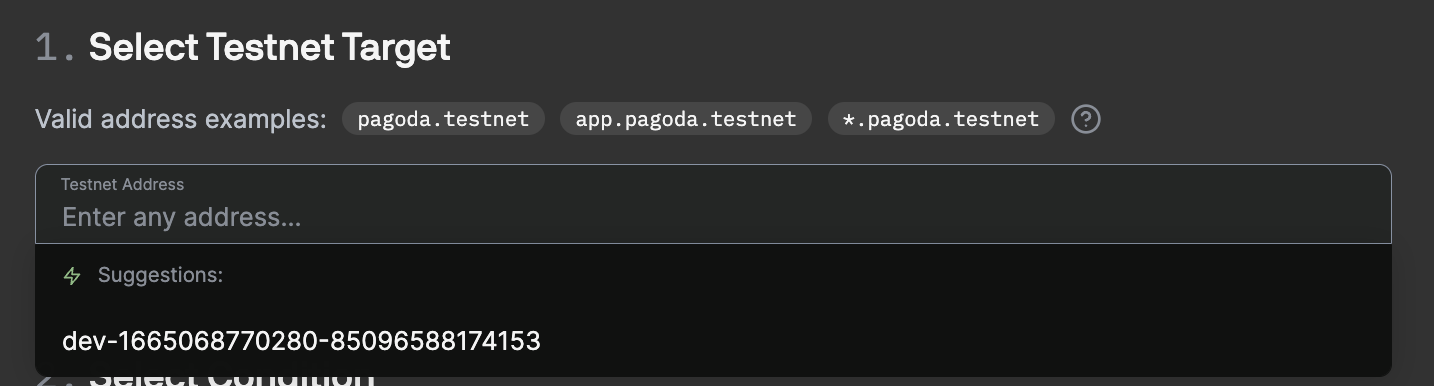 1. Select Testnet Target
Valid address examples: pagoda.testnet app.pagoda.testnet *.pagoda.testnet ?
Testnet Address
Enter any address...
Suggestions:
dev-1665068770280-85096588174153
2. Select Condition